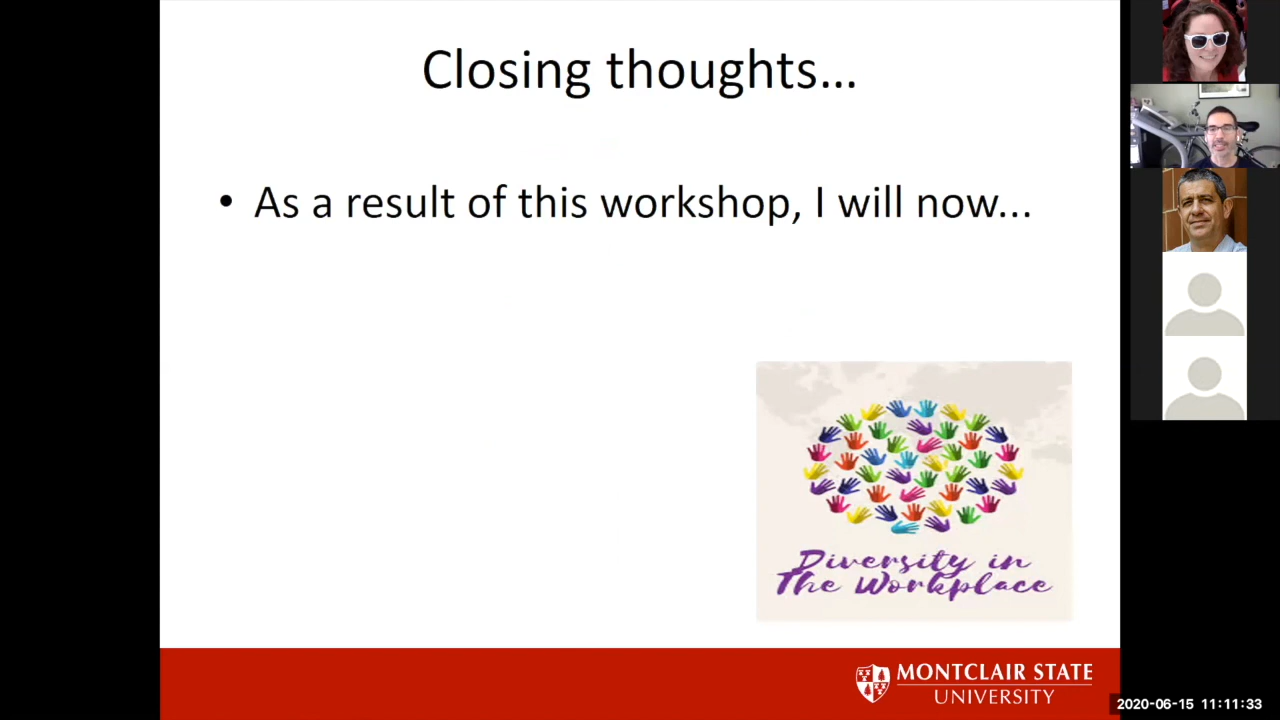 Closing thoughts...
• As a result of this workshop, I will now...
Diversity in
The Workplace
MONTCLAIR STATE
UNIVERSITY
2020-06-15 11:11:33